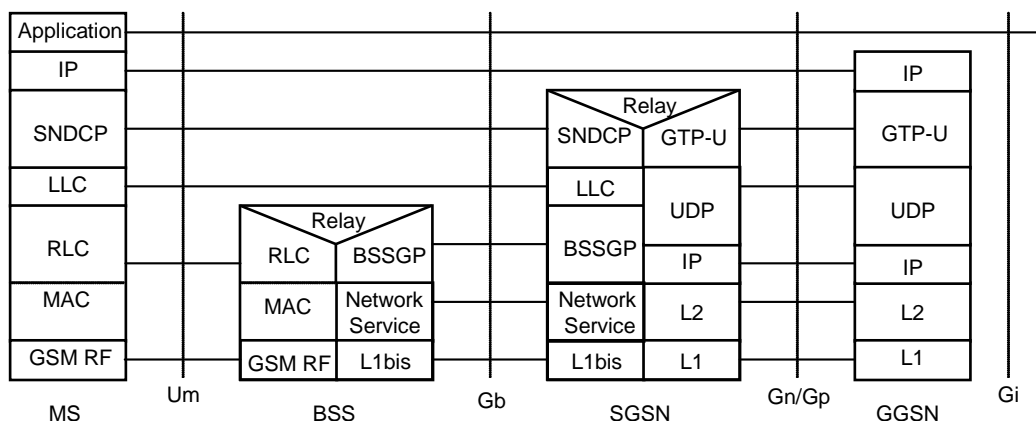 Application
IP
SNDCP
LLC
RLC
MAC
GSM RF
MS
Um
Relay
RLC
BSSGP
MAC
Network
Service
GSM RF
L1bis
BSS
Gb
Relay
SNDCP
GTP-U
LLC
UDP
BSSGP
IP
Network
Service
L2
L1bis
L1
SGSN
Gn/Gp
IP
GTP-U
UDP
IP
L2
L1
GGSN
Gi